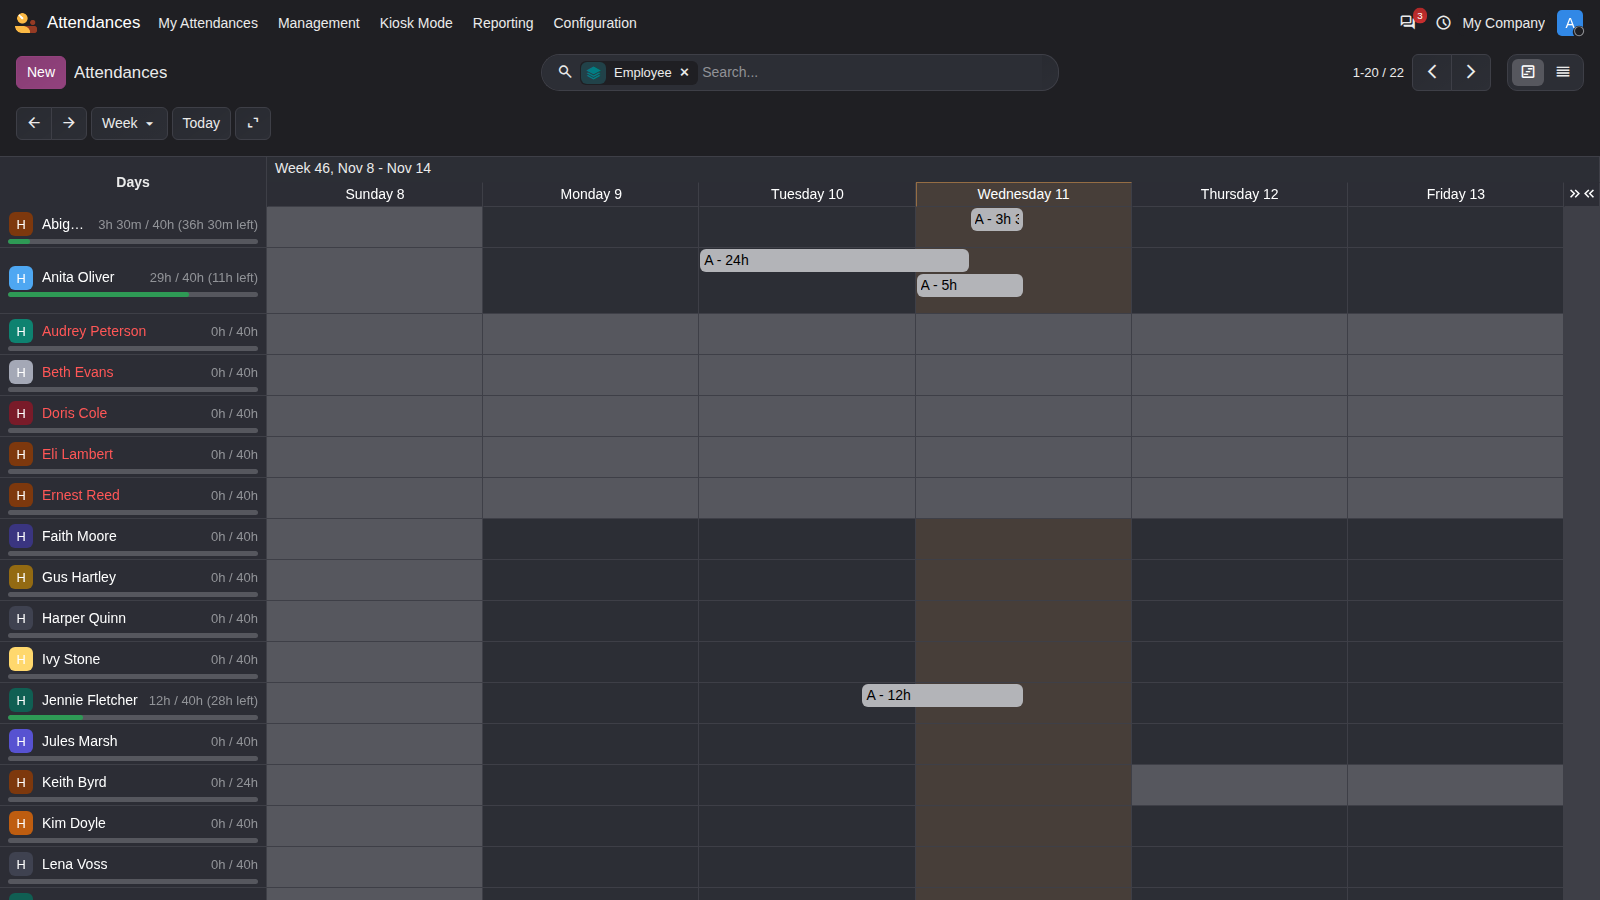 Attendances My Attendances Management Kiosk Mode Reporting Configuration 3 My Company A
New Attendances Employee × Search... 1-20 / 22
Week Today
Week 46, Nov 8 - Nov 14
Days Sunday 8 Monday 9 Tuesday 10 Wednesday 11 Thursday 12 Friday 13
H Abig... 3h 30m / 40h (36h 30m left) A - 3h
H Anita Oliver 29h / 40h (11h left) A - 24h
A - 5h
H Audrey Peterson 0h / 40h
H Beth Evans 0h / 40h
H Doris Cole 0h / 40h
H Eli Lambert 0h / 40h
H Ernest Reed 0h / 40h
H Faith Moore 0h / 40h
H Gus Hartley 0h / 40h
H Harper Quinn 0h / 40h
H Ivy Stone 0h / 40h
H Jennie Fletcher 12h / 40h (28h left) A - 12h
H Jules Marsh 0h / 40h
H Keith Byrd 0h / 24h
H Kim Doyle 0h / 40h
H Lena Voss 0h / 40h